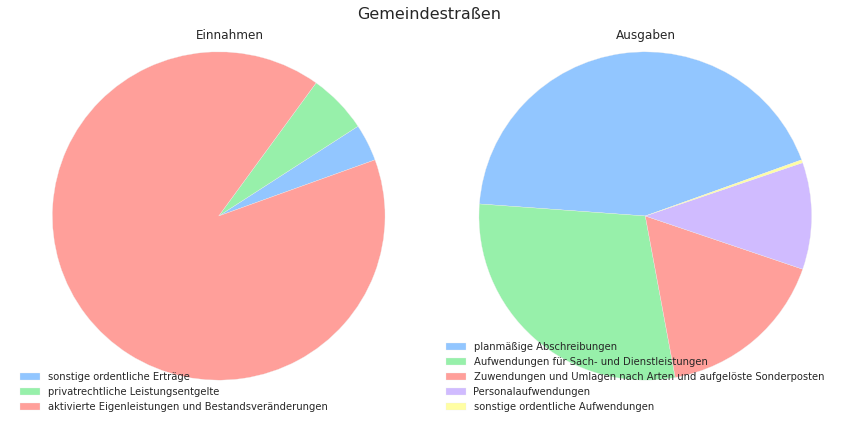 Gemeindestraßen
Einnahmen
sonstige ordentliche Erträge
privatrechtliche Leistungsentgelte
aktivierte Eigenleistungen und Bestandsveränderungen
Ausgaben
planmäßige Abschreibungen
Aufwendungen für Sach- und Dienstleistungen
Zuwendungen und Umlagen nach Arten und aufgelöste Sonderposten
Personalaufwendungen
sonstige ordentliche Aufwendungen